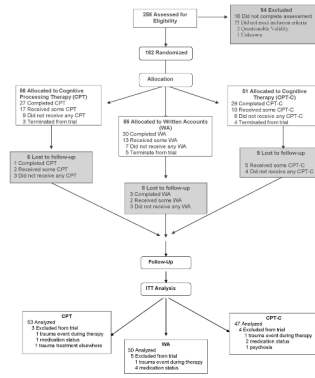 256 Assessed for
Eligibility
94 Excluded
16 Did not complete assessment
Did not meet inclusion criteria
Questionable Validity
1 Unknown
162 Randomized
Allocation
56 Allocated to Cognitive
Processing Therapy (CPT)
27 Completed CPT
17 Received some CPT
9 Did not receive any CPT
3 Terminated from trial
55 Allocated to Written Accounts
(WA)
30 Completed WA
13 Received some WA
7 Did not receive any WA
5 Terminate from trial
51 Allocated to Cognitive
Therapy (CPT-C)
29 Completed CPT-C
10 Received some CPT-C
8 Did not receive any CPT-C
4 Terminated from trial
6 Lost to follow-up
1 Completed CPT
2 Received some CPT
3 Did not receive any CPT
8 Lost to follow-up
3 Completed WA
2 Received some WA
3 Did not receive any WA
9 Lost to follow-up
5 Received some CPT-C
4 Did not receive any CPT-C
Follow-Up
ITT Analysis
CPT
53 Analyzed
3 Excluded from trial
1 trauma event during therapy
1 medication status
1 trauma treatment elsewhere
WA
50 Analyzed
5 Excluded from trial
1 trauma event during therapy
4 medication status
CPT-C
47 Analyzed
4 Excluded from trial
1 trauma event during therapy
2 medication status
1 psychosis